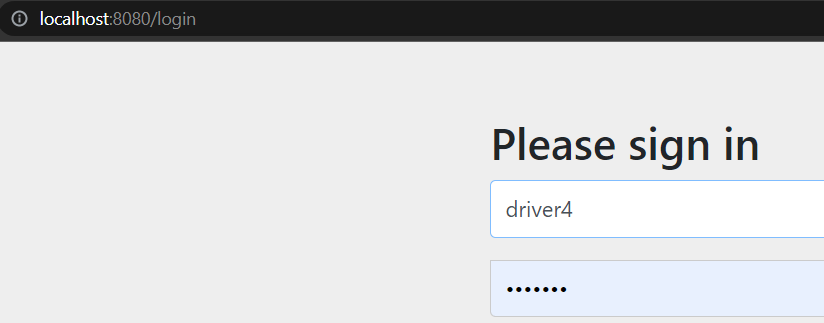 localhost:8080/login
Please sign in
driver4
•••••••